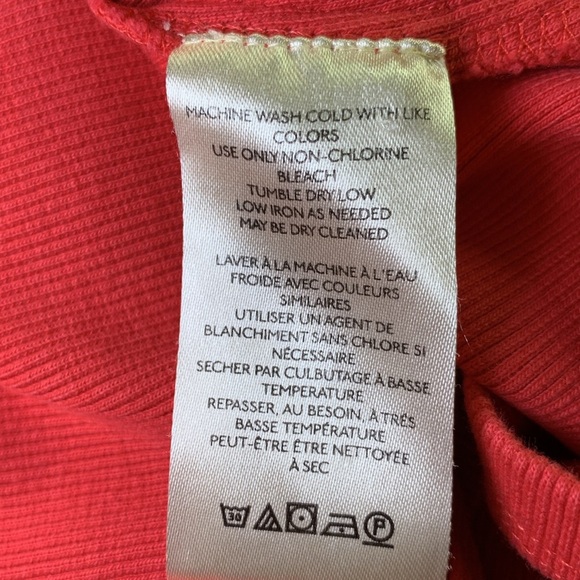 MACHINE WASH COLD WITH LIKE
COLORS
USE ONLY NON-CHLORINE
BLEACH
TUMBLE DRY LOW
LOW IRON AS NEEDED
MAY BE DRY CLEANED
LAVER À LA MACHINE À L'EAU
FROIDE AVEC COULEURS
SIMILAIRES
UTILISER UN AGENT DE
BLANCHIMENT SANS CHLORE SI
NÉCESSAIRE
SECHER PAR CULBUTAGE À BASSE
TEMPERATURE
REPASSER, AU BESOIN, À TRÉS
BASSE TEMPÉRATURE
PEUT-ÊTRE ÊTRE NETTOYÉE
À SEC
30 P